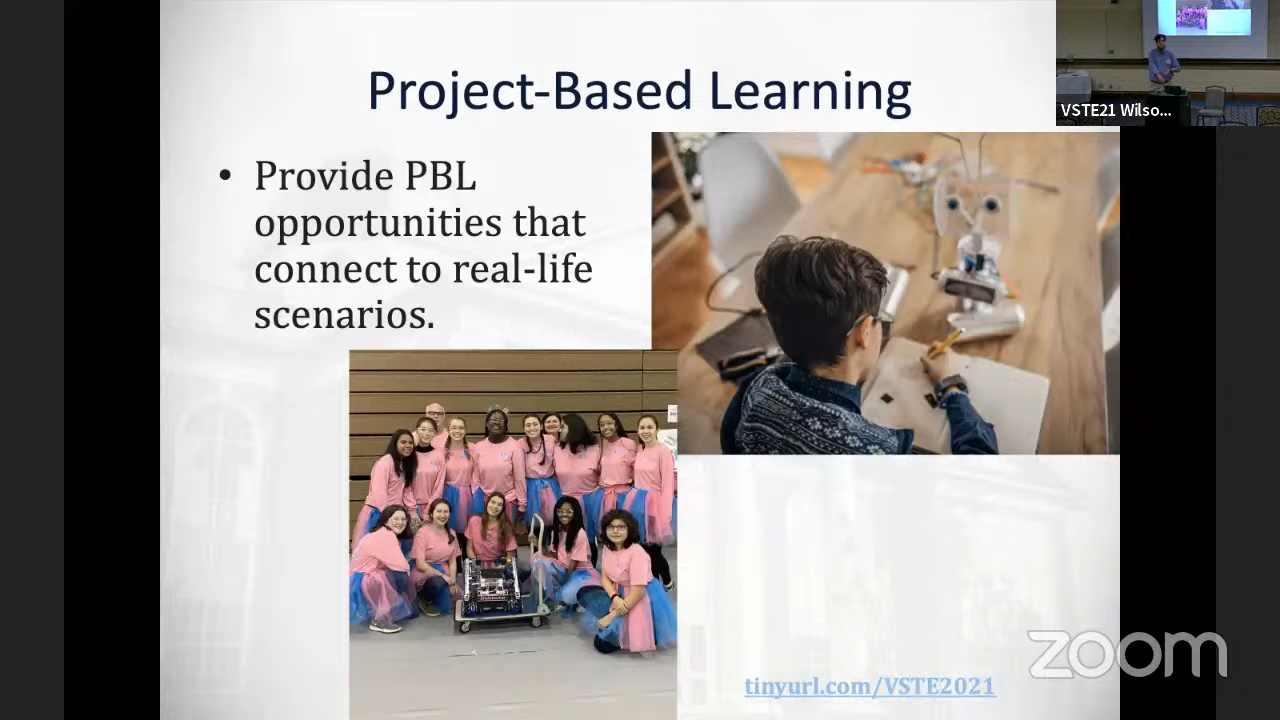 Project-Based Learning
VSTE21 Wilso...
• Provide PBL
opportunities that
connect to real-life
scenarios.
zoom
tinyurl.com/VSTE2021